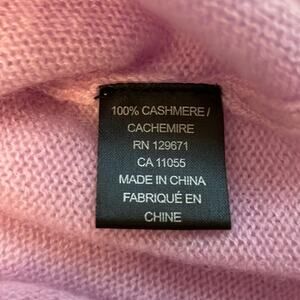 100% CASHMERE /
CACHEMIRE
RN 129671
CA 11055
MADE IN CHINA
FABRIQUÉ EN
CHINE